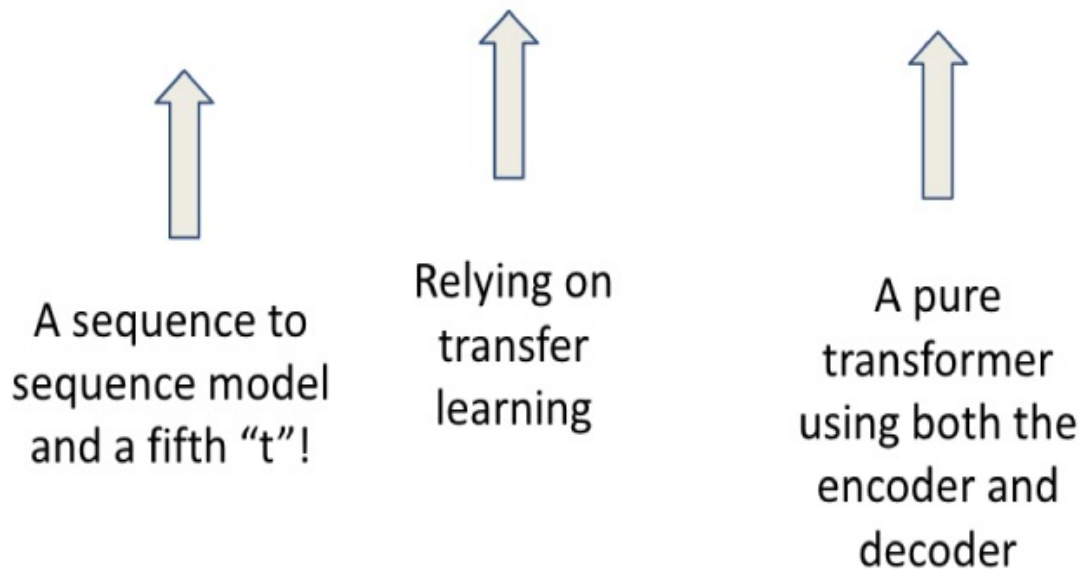 A sequence to
sequence model
and a fifth “t”!
Relying on
transfer
learning
A pure
transformer
using both the
encoder and
decoder